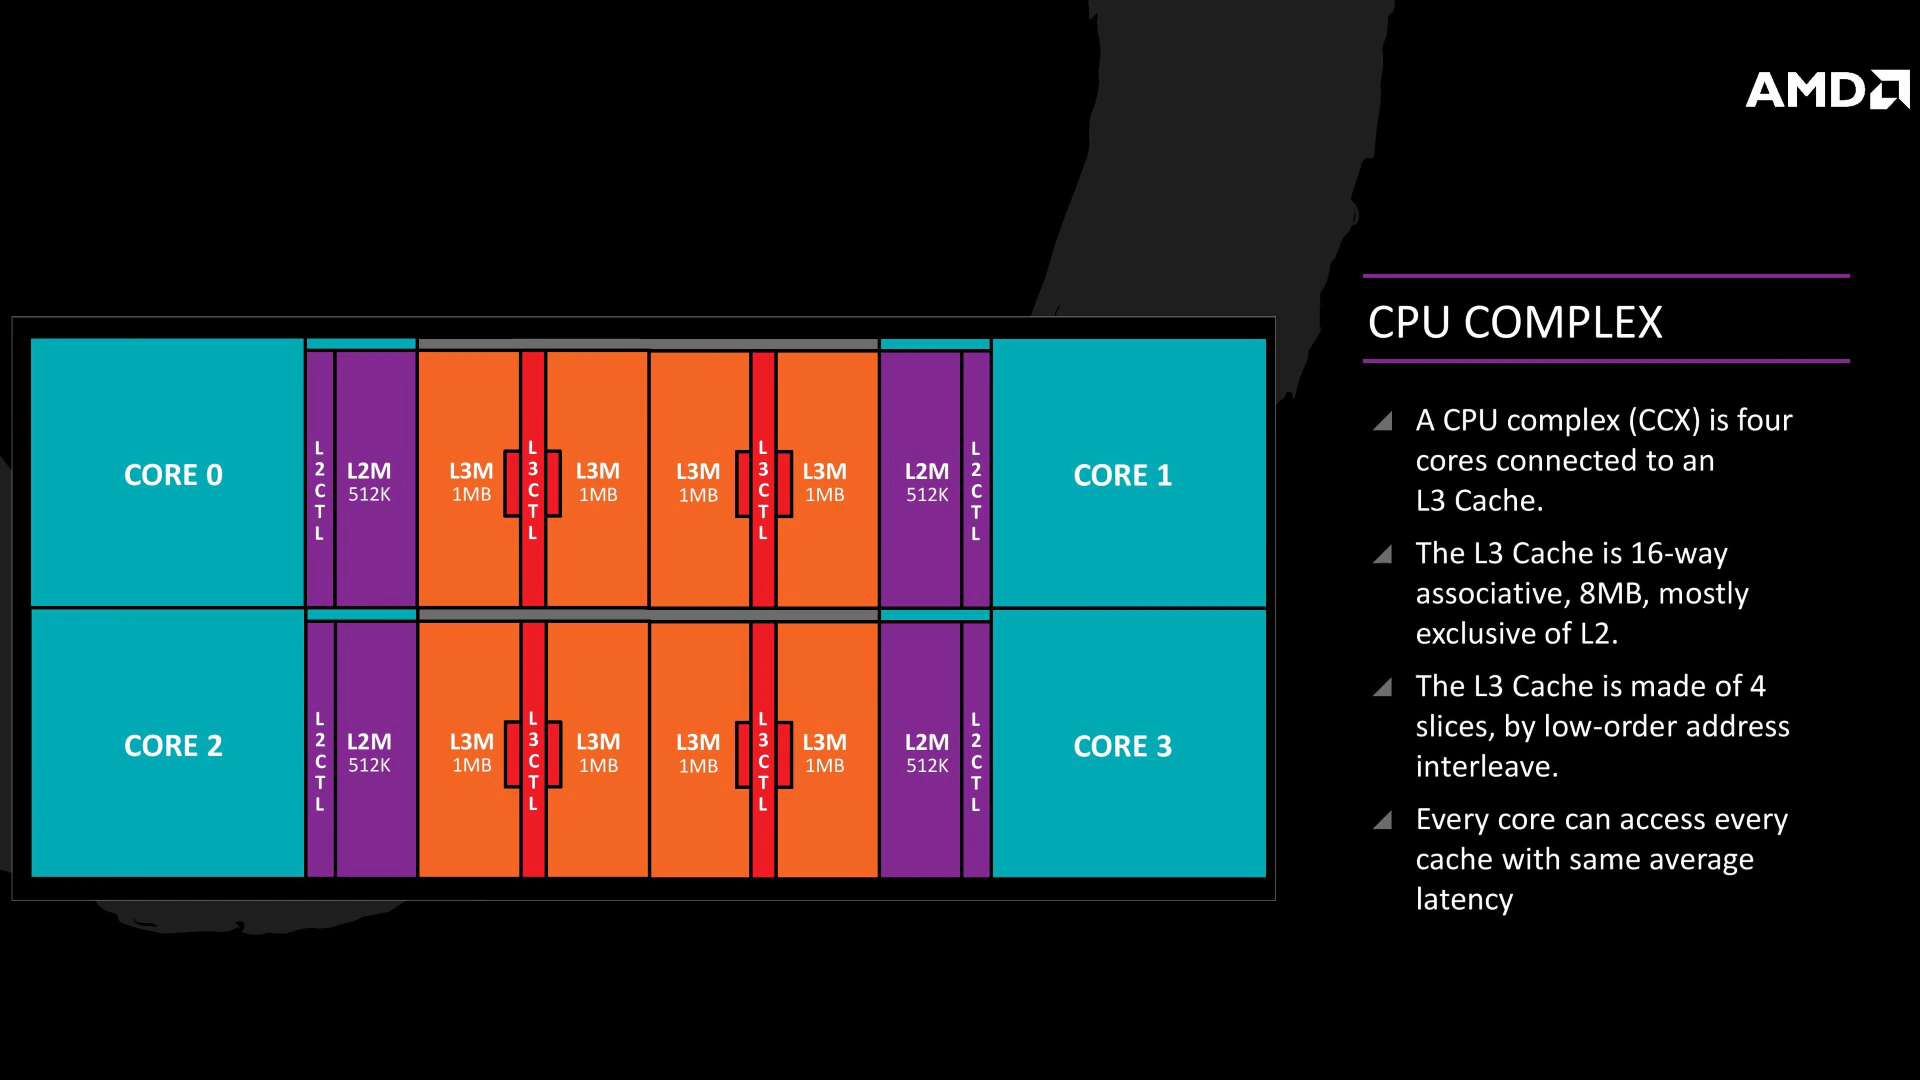 AMD
CPU COMPLEX
CORE 0
L2CTL
L2M
512K
L3M
1MB
L3CTL
L3M
1MB
L3M
1MB
L3CTL
L3M
1MB
L2M
512K
L2CTL
CORE 1
CORE 2
L2CTL
L2M
512K
L3M
1MB
L3CTL
L3M
1MB
L3M
1MB
L3CTL
L3M
1MB
L2M
512K
L2CTL
CORE 3
A CPU complex (CCX) is four
cores connected to an
L3 Cache.
The L3 Cache is 16-way
associative, 8MB, mostly
exclusive of L2.
The L3 Cache is made of 4
slices, by low-order address
interleave.
Every core can access every
cache with same average
latency